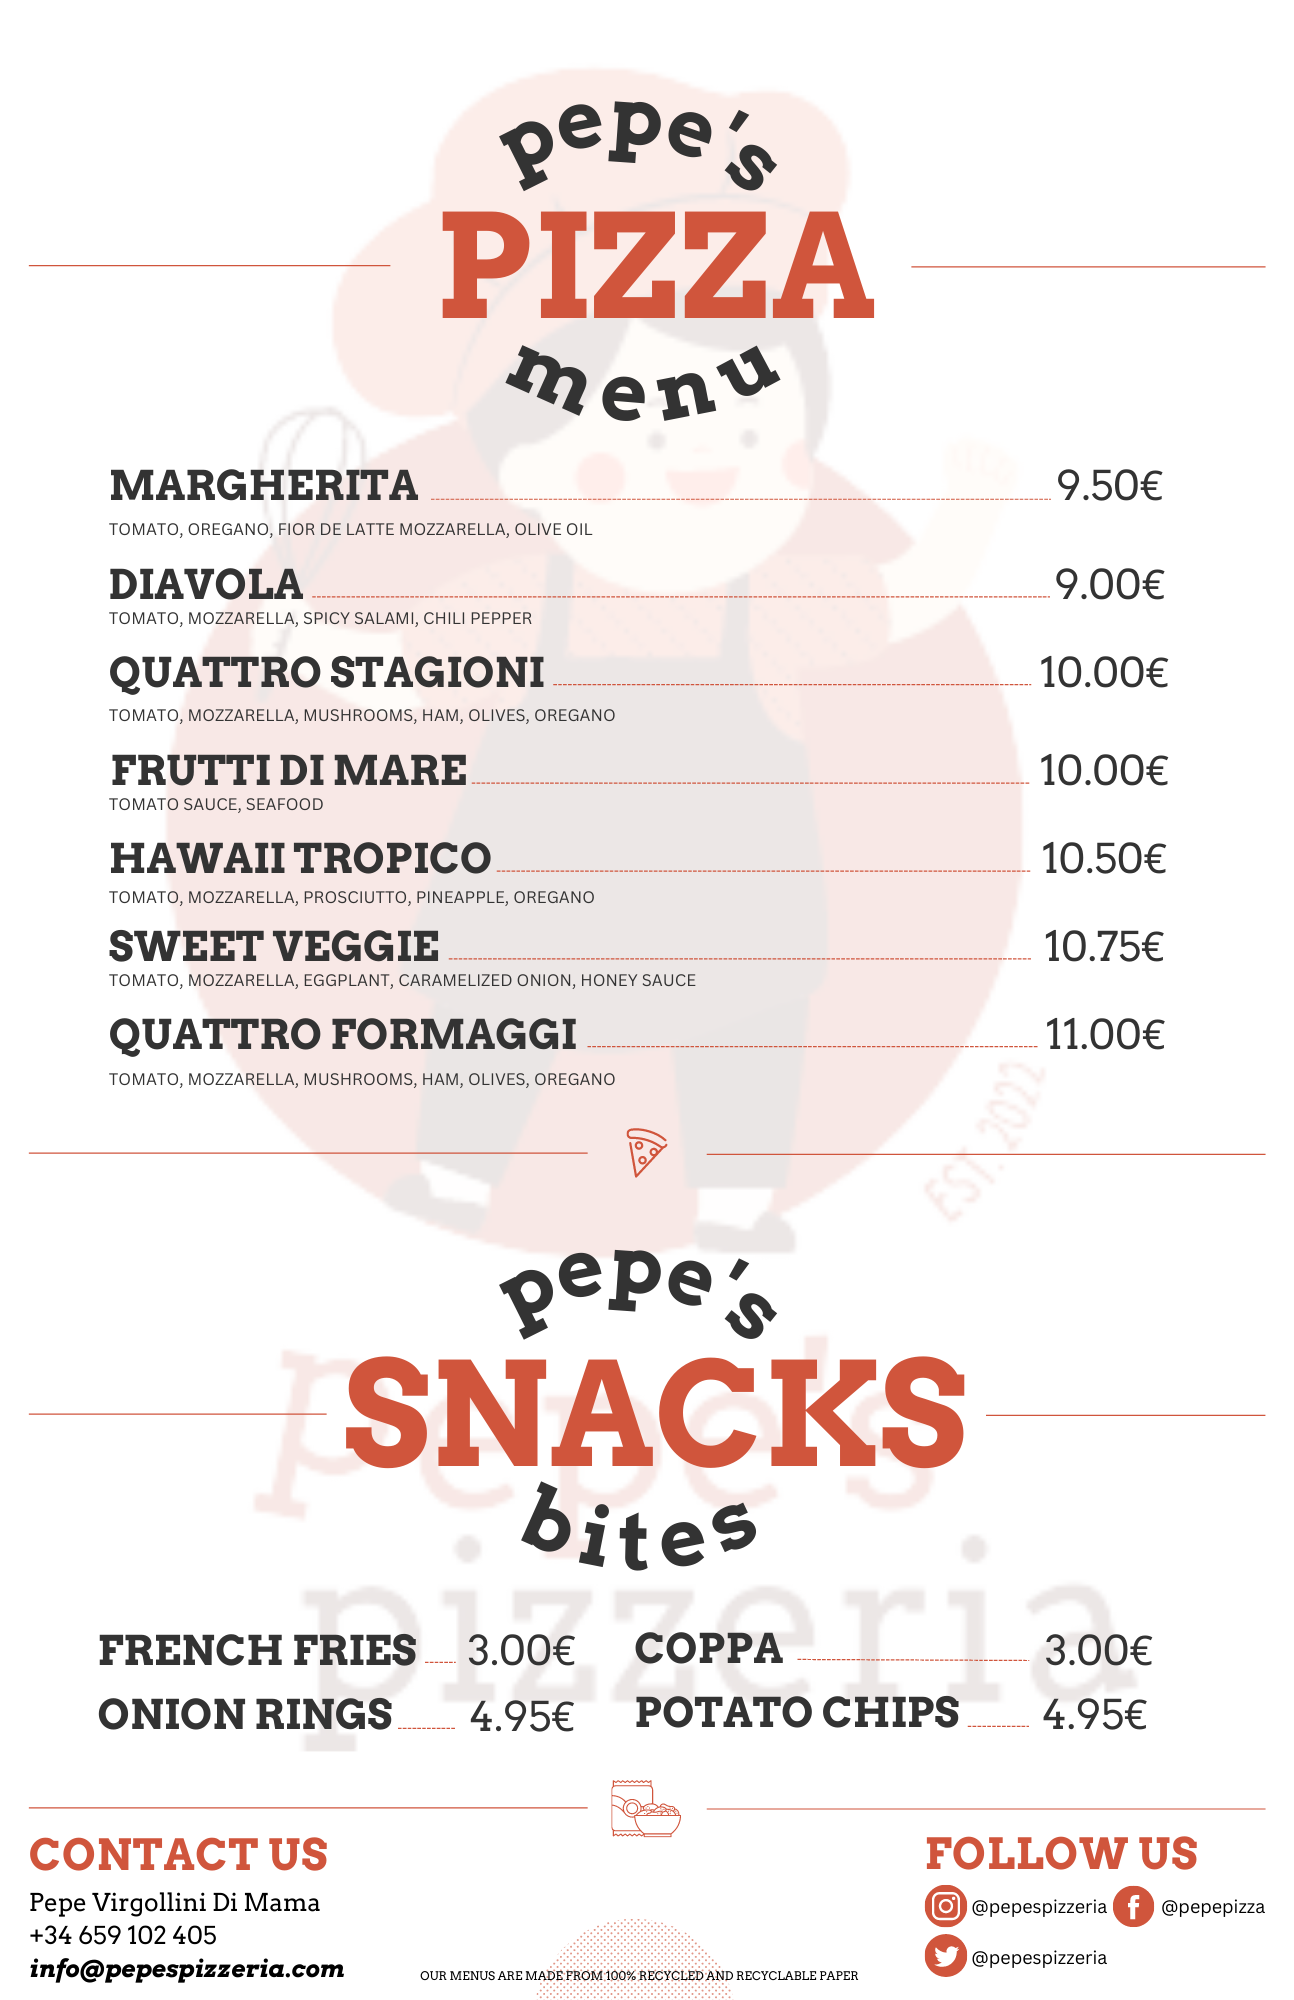 pepe's
PIZZA
menu
MARGHERITA 9.50€
TOMATO, OREGANO, FIOR DE LATTE MOZZARELLA, OLIVE OIL
DIAVOLA 9.00€
TOMATO, MOZZARELLA, SPICY SALAMI, CHILI PEPPER
QUATTRO STAGIONI 10.00€
TOMATO, MOZZARELLA, MUSHROOMS, HAM, OLIVES, OREGANO
FRUTTI DI MARE 10.00€
TOMATO SAUCE, SEAFOOD
HAWAII TROPICO 10.50€
TOMATO, MOZZARELLA, PROSCIUTTO, PINEAPPLE, OREGANO
SWEET VEGGIE 10.75€
TOMATO, MOZZARELLA, EGGPLANT, CARAMELIZED ONION, HONEY SAUCE
QUATTRO FORMAGGI 11.00€
TOMATO, MOZZARELLA, MUSHROOMS, HAM, OLIVES, OREGANO
EST. 2022
pepe's
SNACKS
bites
pepe's
pizzeria
FRENCH FRIES 3.00€
ONION RINGS 4.95€
COPPA 3.00€
POTATO CHIPS 4.95€
CONTACT US
Pepe Virgollini Di Mama
+34 659 102 405
info@pepespizzeria.com
OUR MENUS ARE MADE FROM 100% RECYCLED AND RECYCLABLE PAPER
FOLLOW US
@pepespizzeria @pepepizza
@pepespizzeria